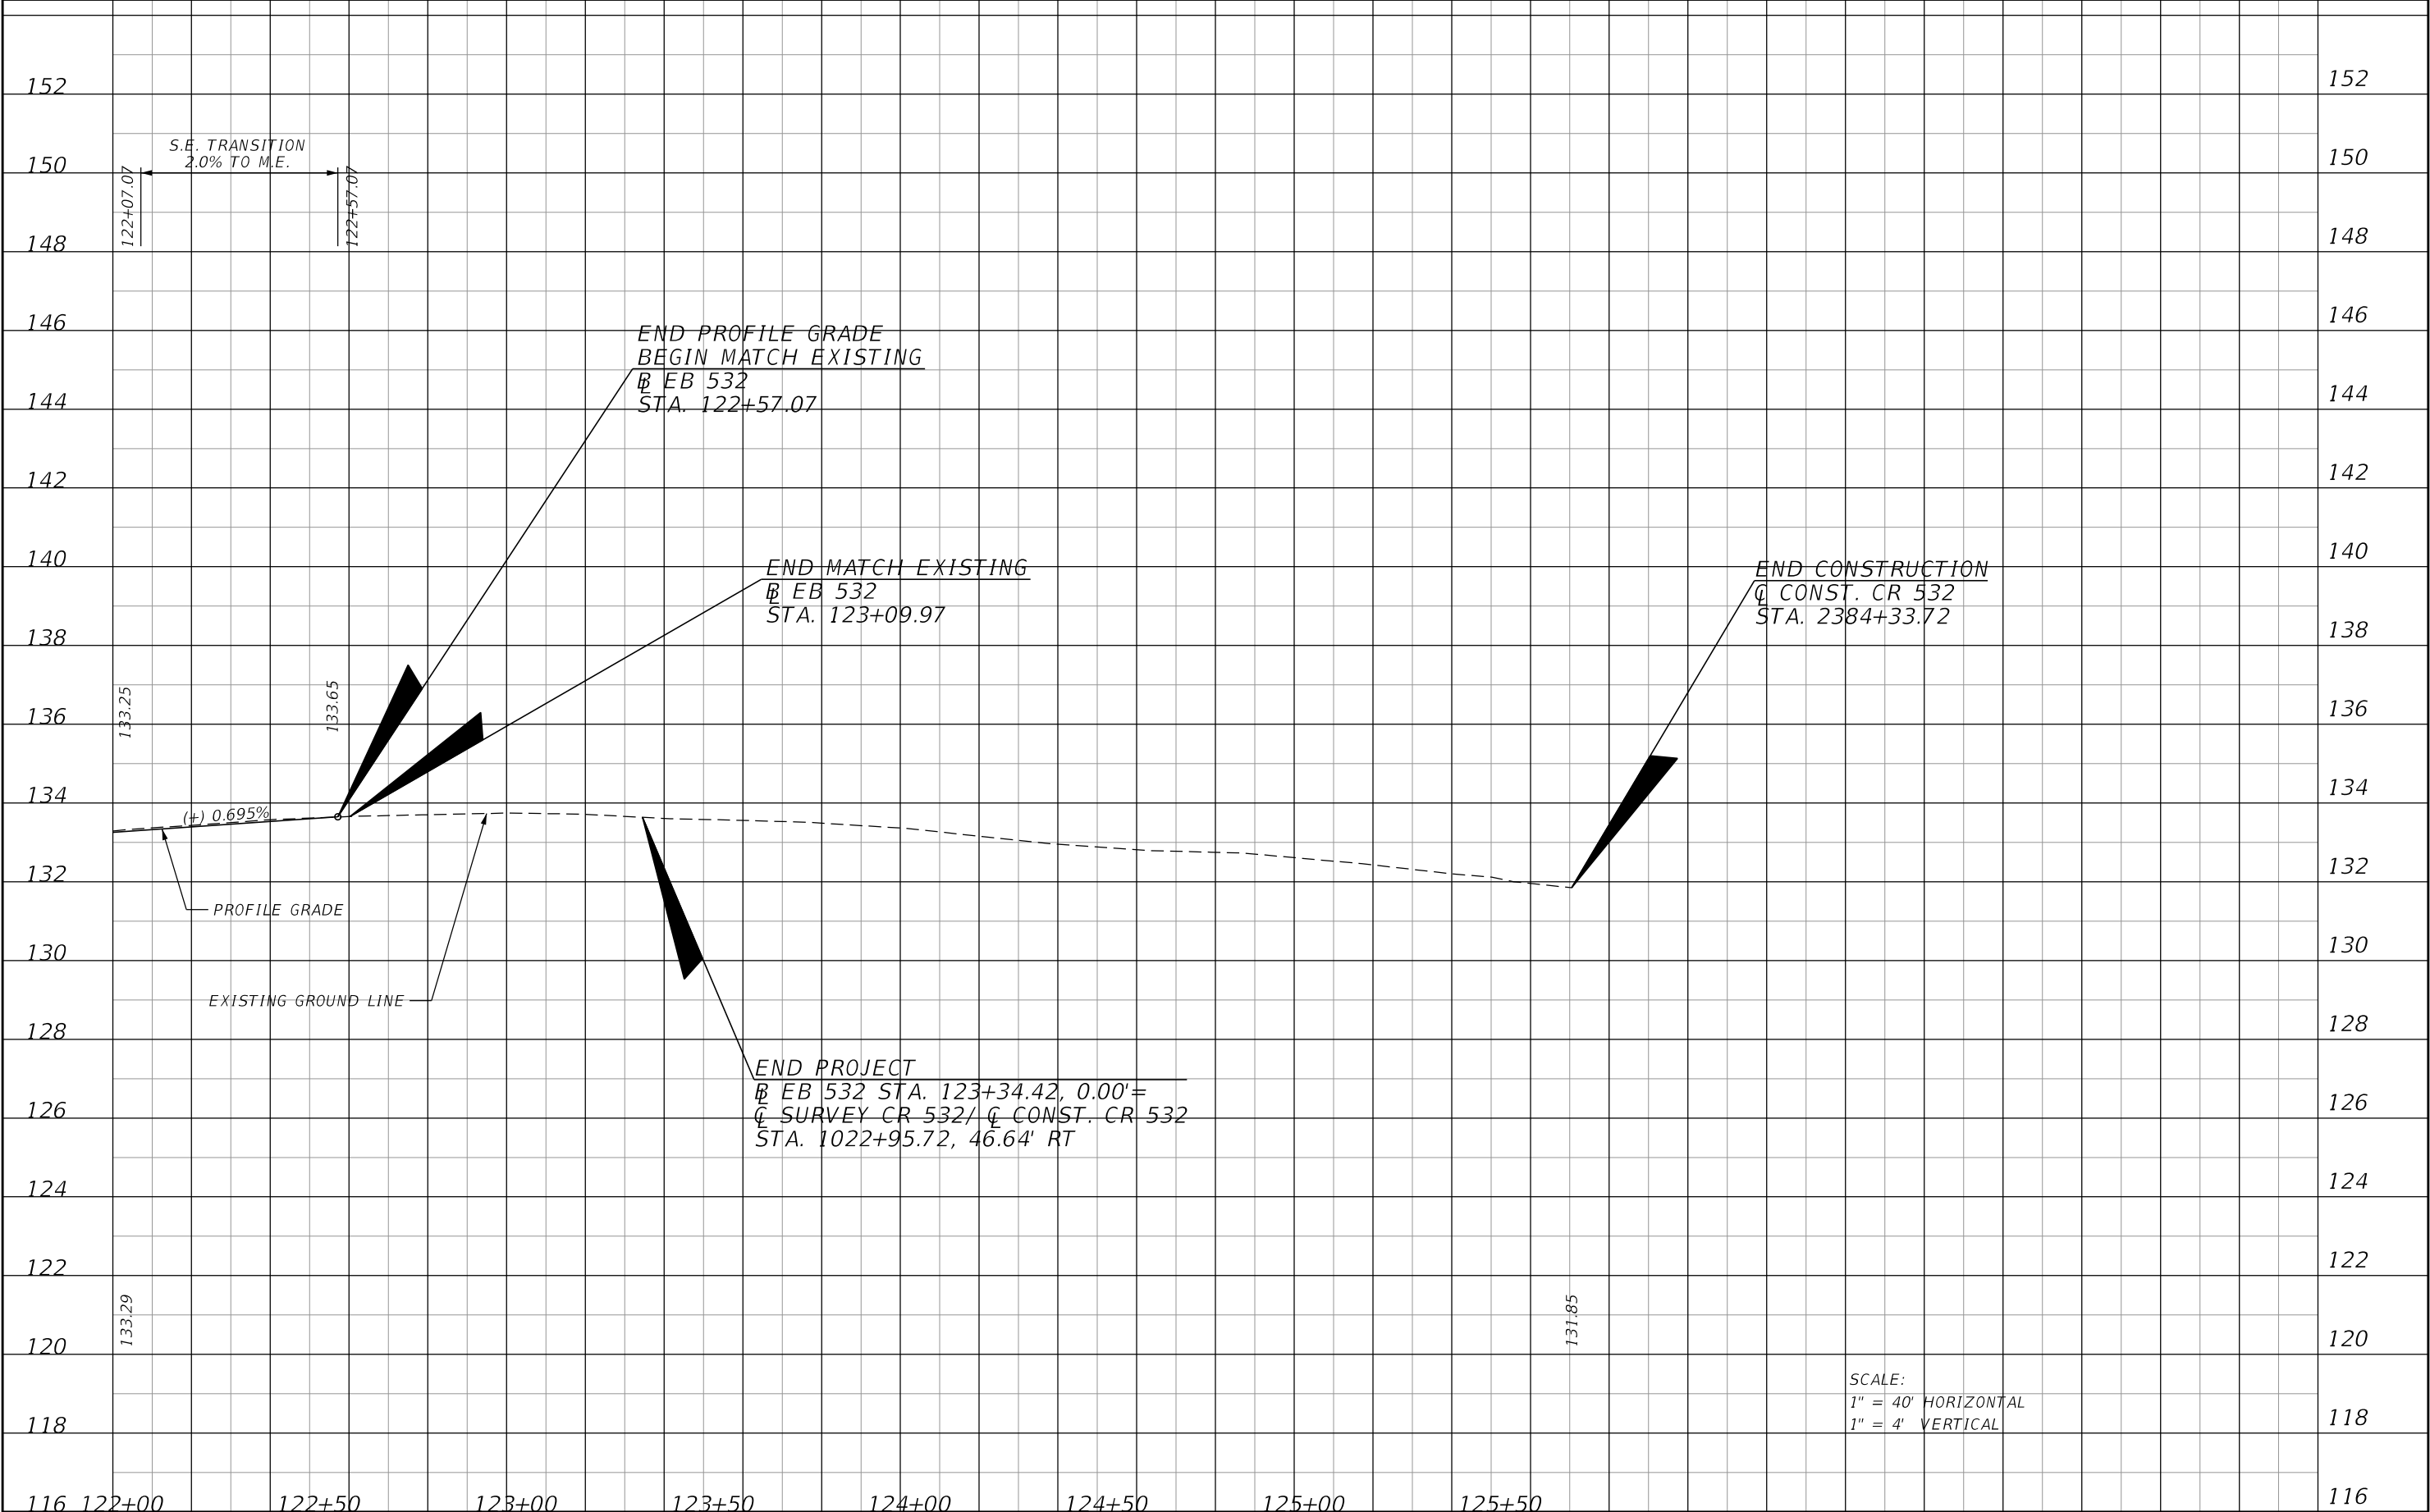 152
152
S.E. TRANSITION
2.0% TO M.E.
150
150
122+07.07
122+57.07
148
148
146
146
END PROFILE GRADE
BEGIN MATCH EXISTING
℄ EB 532
STA. 122+57.07
144
144
142
142
140
140
END MATCH EXISTING
BL EB 532
STA. 123+09.97
END CONSTRUCTION
℄ CONST. CR 532
STA. 2384+33.72
138
138
133.25
133.65
136
136
134
134
(+) 0.695%
132
132
PROFILE GRADE
130
130
EXISTING GROUND LINE
128
128
END PROJECT
BL EB 532 STA. 123+34.42, 0.00'=
℄ SURVEY CR 532/ ℄ CONST. CR 532
STA. 1022+95.72, 46.64' RT
126
126
124
124
122
122
133.29
131.85
120
120
SCALE:
1" = 40' HORIZONTAL
1" = 4' VERTICAL
118
118
116 122+00 122+50 123+00 123+50 124+00 124+50 125+00 125+50 116